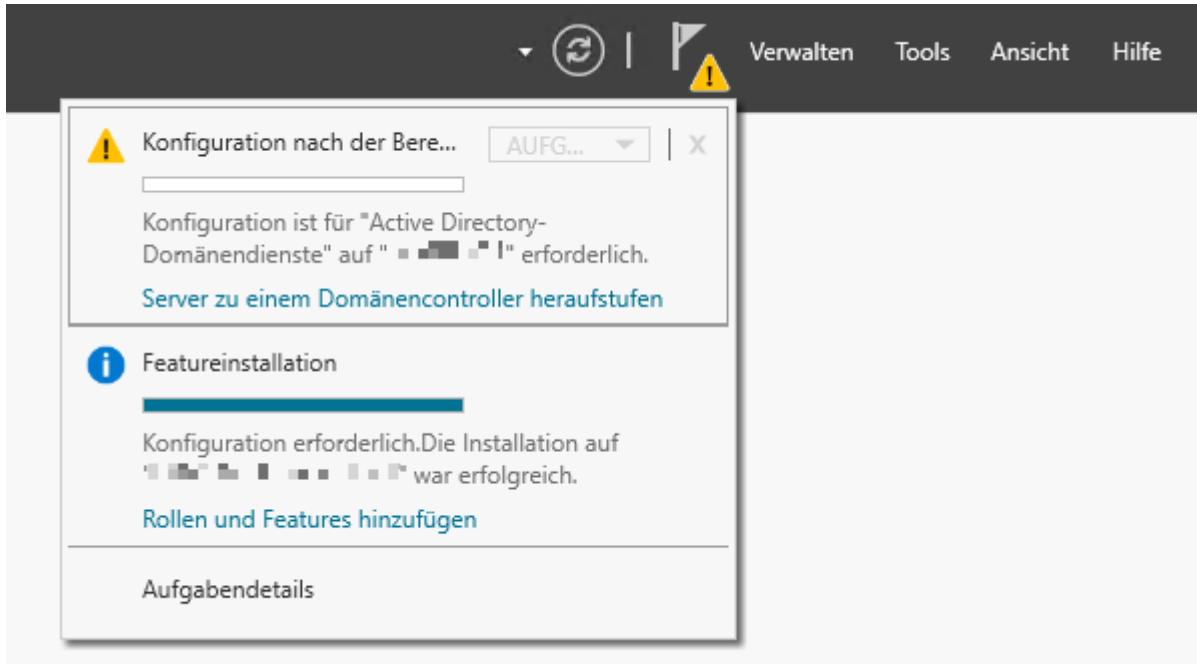 Verwalten Tools Ansicht Hilfe
Konfiguration nach der Bere... AUFG... X
Konfiguration ist für "Active Directory-
Domänendienste" auf " " erforderlich.
Server zu einem Domänencontroller heraufstufen
Featureinstallation
Konfiguration erforderlich.Die Installation auf
" " war erfolgreich.
Rollen und Features hinzufügen
Aufgabendetails